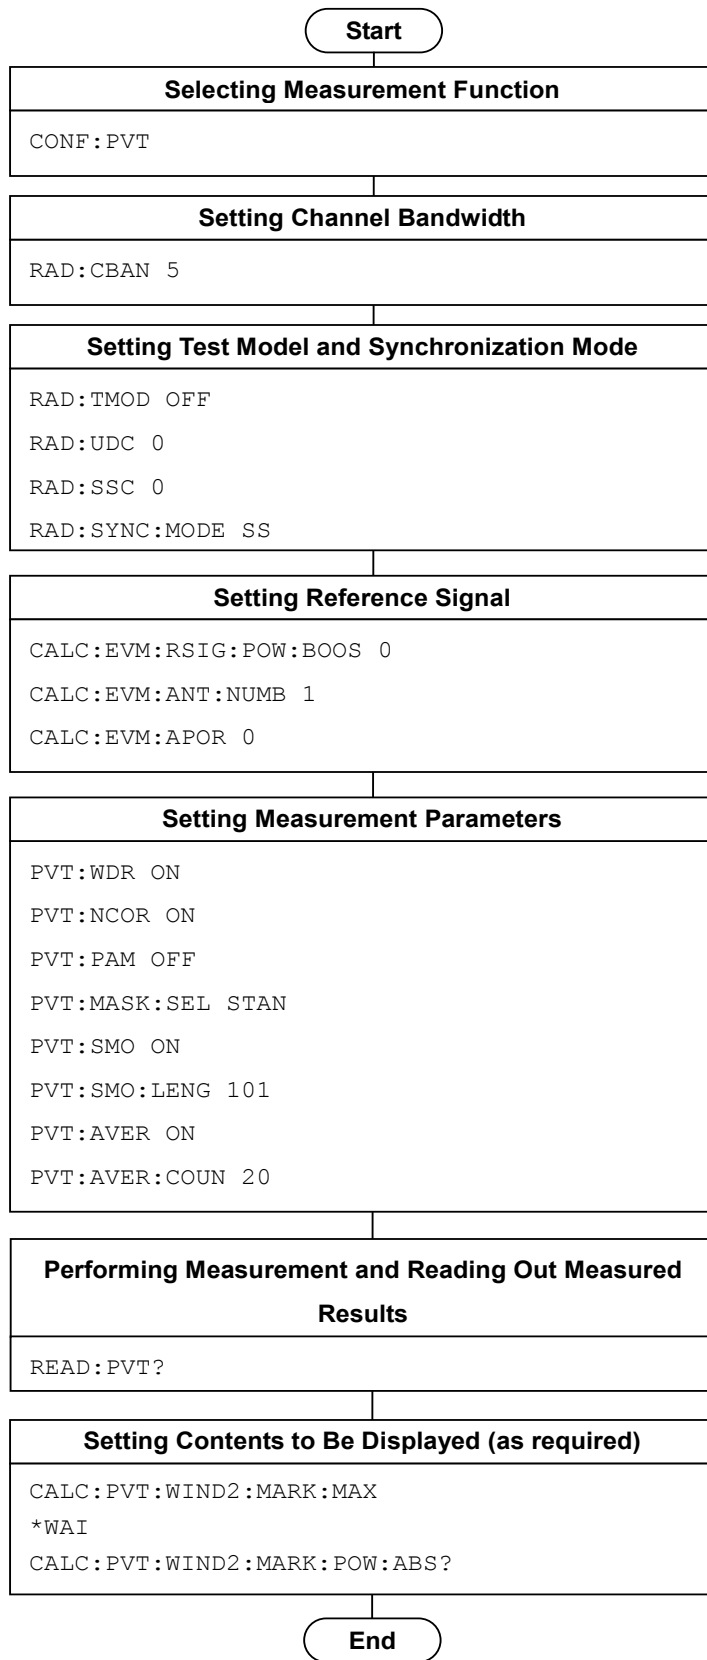 Start
Selecting Measurement Function
CONF:PVT
Setting Channel Bandwidth
RAD:CBAN 5
Setting Test Model and Synchronization Mode
RAD:TMOD OFF
RAD:UDC 0
RAD:SSC 0
RAD:SYNC:MODE SS
Setting Reference Signal
CALC:EVM:RSIG:POW:BOOS 0
CALC:EVM:ANT:NUMB 1
CALC:EVM:APOR 0
Setting Measurement Parameters
PVT:WDR ON
PVT:NCOR ON
PVT:PAM OFF
PVT:MASK:SEL STAN
PVT:SMO ON
PVT:SMO:LENG 101
PVT:AVER ON
PVT:AVER:COUN 20
Performing Measurement and Reading Out Measured
Results
READ:PVT?
Setting Contents to Be Displayed (as required)
CALC:PVT:WIND2:MARK:MAX
*WAI
CALC:PVT:WIND2:MARK:POW:ABS?
End